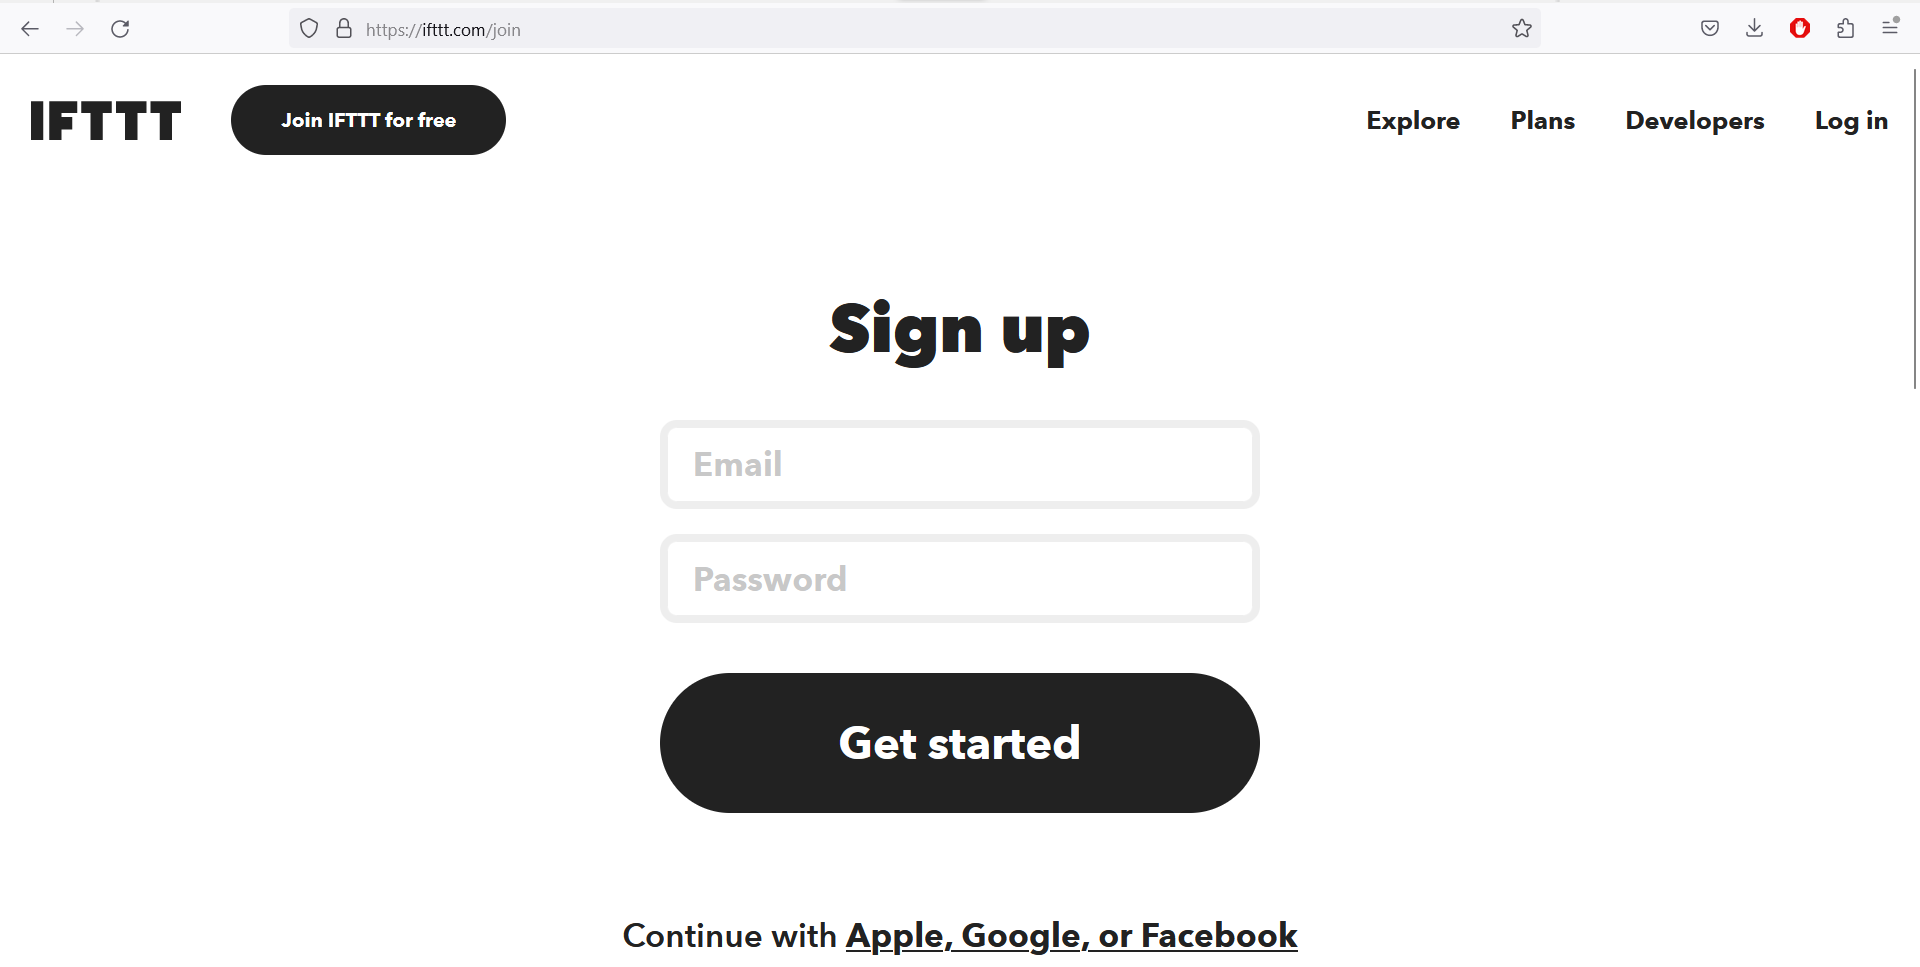 https://ifttt.com/join
IFTTT
Join IFTTT for free
Explore
Plans
Developers
Log in
Sign up
Email
Password
Get started
Continue with Apple, Google, or Facebook